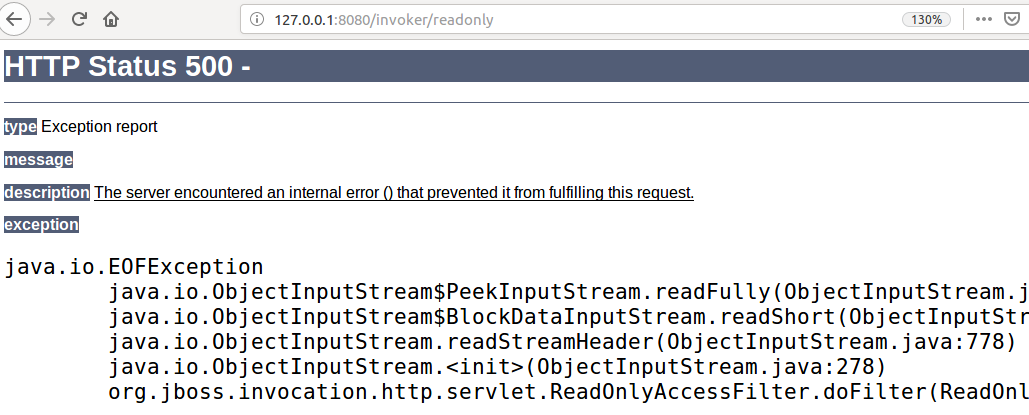 127.0.0.1:8080/invoker/readonly 130%
HTTP Status 500 -
type Exception report
message
description The server encountered an internal error () that prevented it from fulfilling this request.
exception
java.io.EOFException
java.io.ObjectInputStream$PeekInputStream.readFully(ObjectInputStream.j
java.io.ObjectInputStream$BlockDataInputStream.readShort(ObjectInputStr
java.io.ObjectInputStream.readStreamHeader(ObjectInputStream.java:778)
java.io.ObjectInputStream.<init>(ObjectInputStream.java:278)
org.jboss.invocation.http.servlet.ReadOnlyAccessFilter.doFilter(ReadOnl